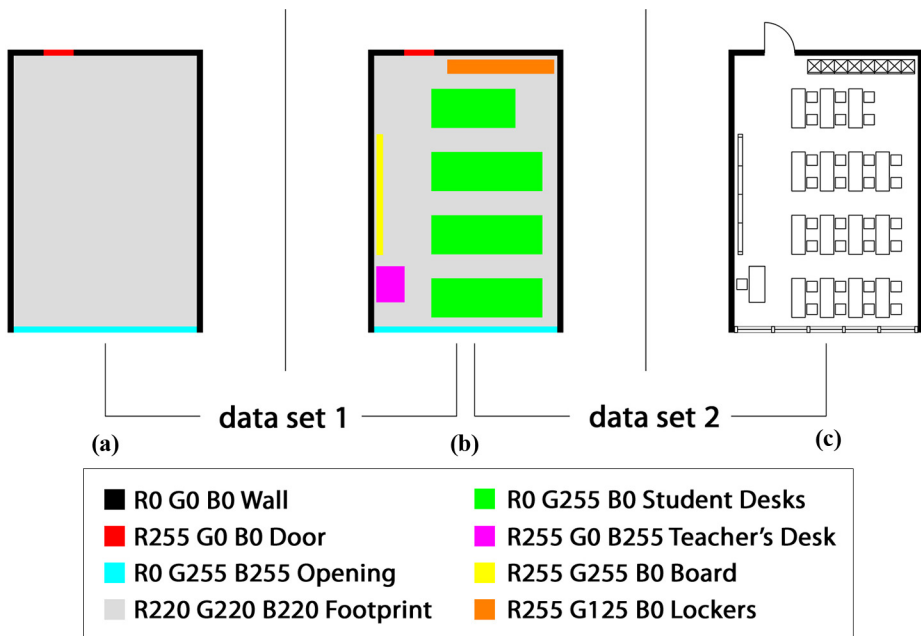 data set 1
data set 2
(a)
(b)
(c)
R0 G0 B0 Wall
R255 G0 B0 Door
R0 G255 B255 Opening
R220 G220 B220 Footprint
R0 G255 B0 Student Desks
R255 G0 B255 Teacher's Desk
R255 G255 B0 Board
R255 G125 B0 Lockers